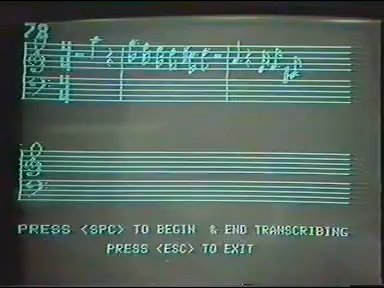 78
PRESS <SPC> TO BEGIN & END TRANSCRIBING
PRESS <ESC> TO EXIT